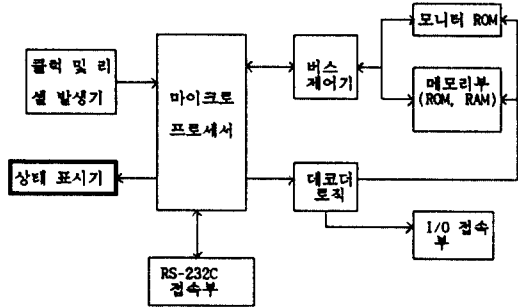 클럭 및 리
셑 발생기
상태 표시기
마이크로
프로세서
RS-232C
접속부
버스
제어기
데코더
로직
모니터 ROM
메모리부
(ROM, RAM)
I/O 접속
부